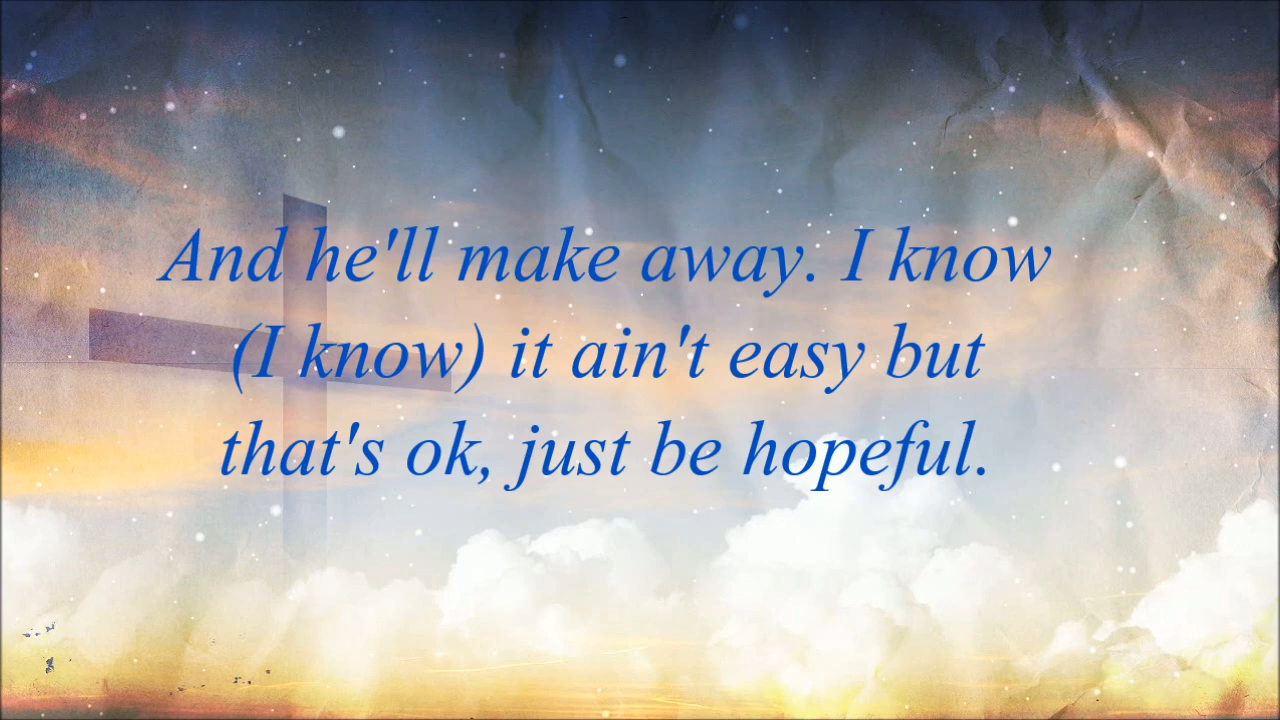 And he'll make away. I know
(I know) it ain't easy but
that's ok, just be hopeful.